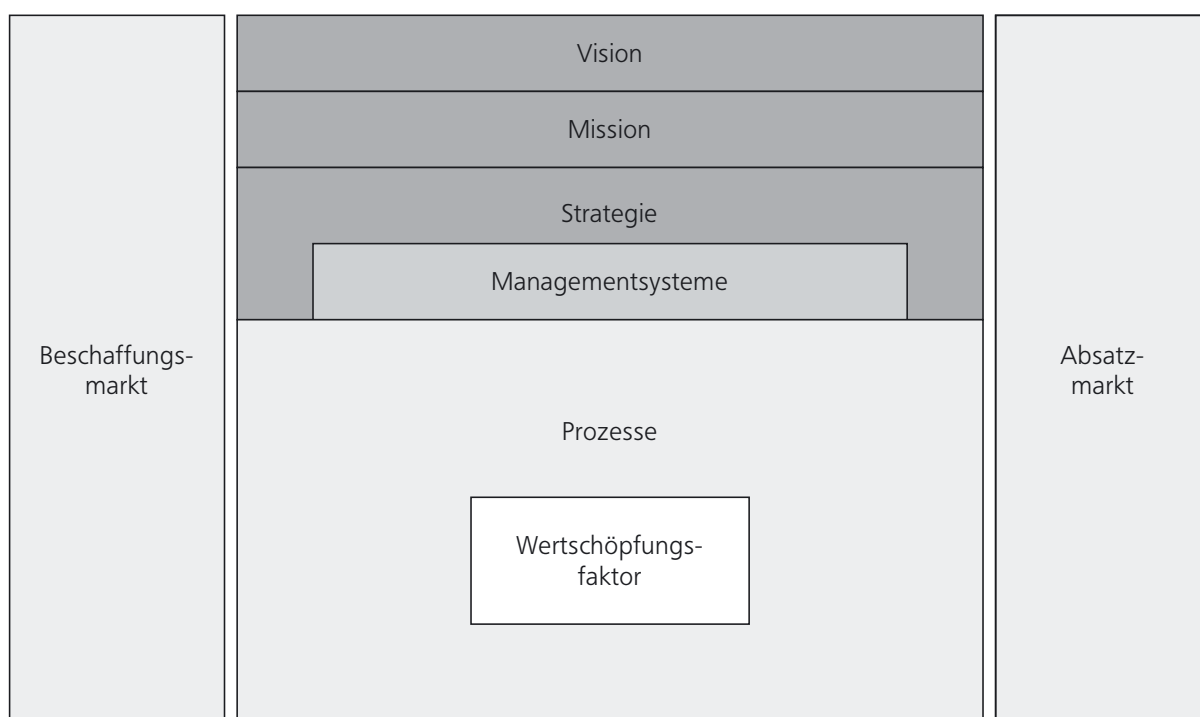 Vision
Mission
Strategie
Managementsysteme
Beschaffungs-
markt
Absatz-
markt
Prozesse
Wertschöpfungs-
faktor